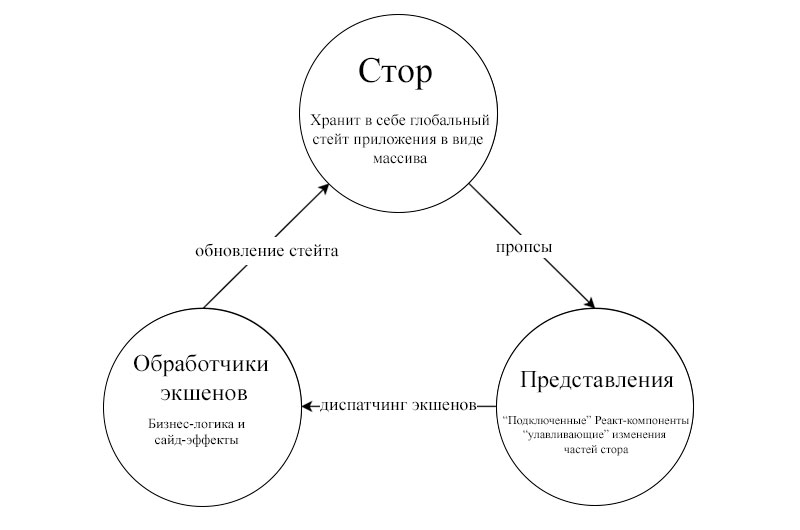 Стор
Хранит в себе глобальный
стейт приложения в виде
массива
обновление стейта
пропсы
Обработчики
экшенов
Бизнес-логика и
сайд-эффекты
диспатчинг экшенов
Представления
“Подключенные” Реакт-компоненты
“улавливающие” изменения
частей стора